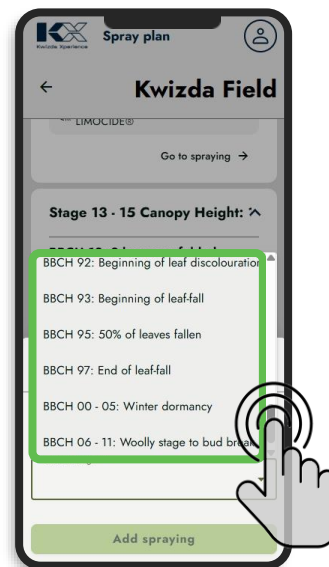 KX
Kwizda Xperience
Spray plan
Kwizda Field
LIMOCIDE®
Go to spraying →
Stage 13 - 15 Canopy Height:
BBCH 92: Beginning of leaf discolouration
BBCH 93: Beginning of leaf-fall
BBCH 95: 50% of leaves fallen
BBCH 97: End of leaf-fall
BBCH 00 - 05: Winter dormancy
BBCH 06 - 11: Woolly stage to bud break
Add spraying